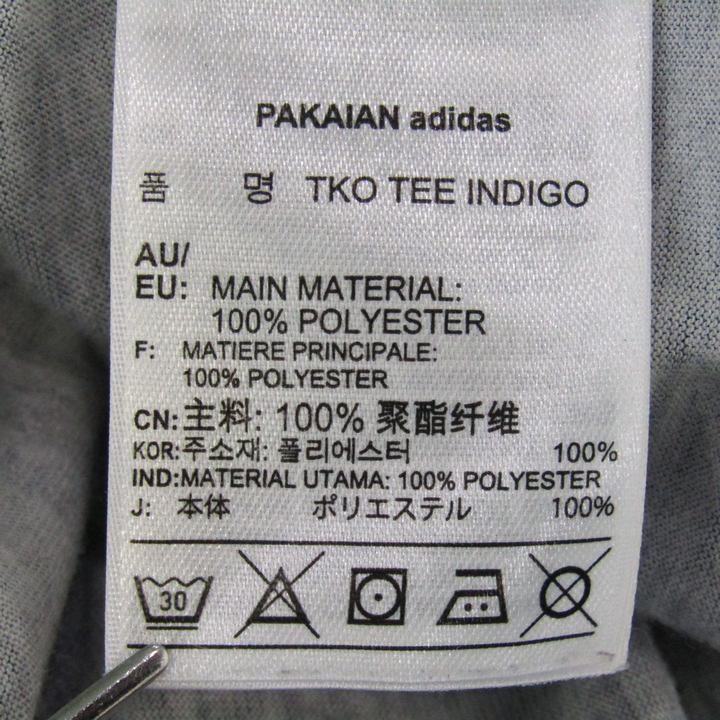 PAKAIAN adidas
품 명 TKO TEE INDIGO
AU/
EU: MAIN MATERIAL:
100% POLYESTER
F: MATIERE PRINCIPALE:
100% POLYESTER
CN:主料: 100% 聚酯纤维
KOR:주소재: 폴리에스터 100%
IND:MATERIAL UTAMA: 100% POLYESTER
J: 本体 ポリエステル 100%
30